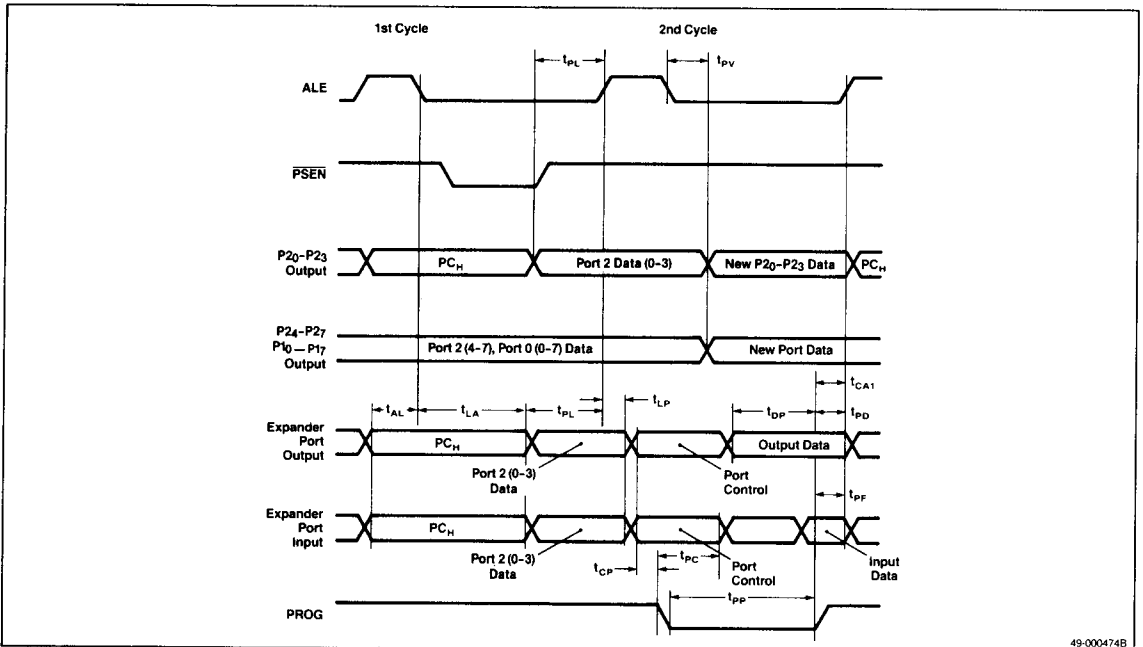 1st Cycle 2nd Cycle
tPL tPV
ALE
PSEN
P20-P23
Output
PCH Port 2 Data (0-3) New P20-P23 Data PCH
P24-P27
P10—P17
Output
Port 2 (4-7), Port 0 (0-7) Data New Port Data
tCA1
tAL tLA tPL tLP tDP tPD
Expander
Port
Output
PCH Output Data
Port 2 (0-3)
Data
Port
Control
tPF
Expander
Port
Input
PCH
Port 2 (0-3)
Data
Port
Control
Input
Data
tCP tPC
tPP
PROG
49-000474B